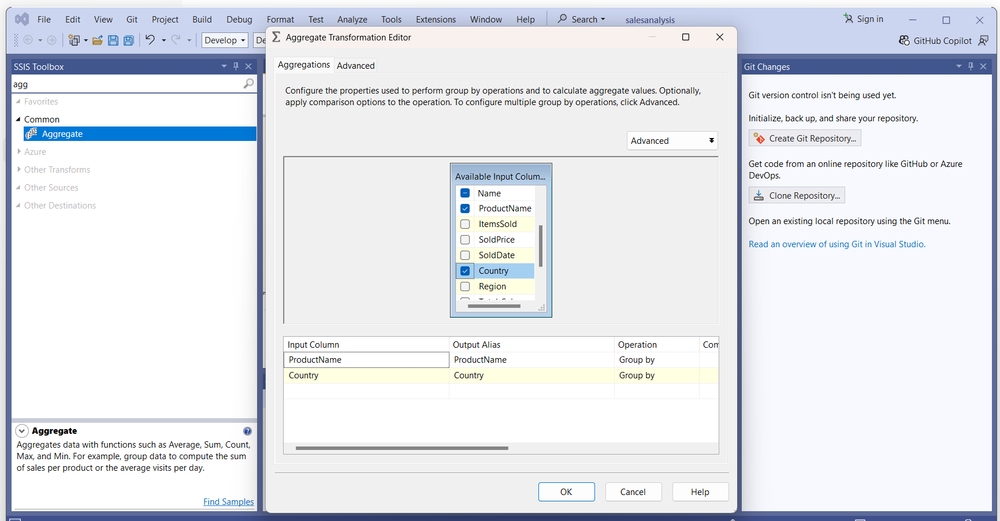 File Edit View Git Project Build Debug Format Test Analyze Tools Extensions Window Help Search salesanalysis Sign in
Develop De GitHub Copilot
SSIS Toolbox
agg
Favorites
Common
Aggregate
Azure
Other Transforms
Other Sources
Other Destinations
Aggregate
Aggregates data with functions such as Average, Sum, Count,
Max, and Min. For example, group data to compute the sum
of sales per product or the average visits per day.
Find Samples
Aggregate Transformation Editor
Aggregations Advanced
Configure the properties used to perform group by operations and to calculate aggregate values. Optionally,
apply comparison options to the operation. To configure multiple group by operations, click Advanced.
Advanced
Available Input Colum...
Name
ProductName
ItemsSold
SoldPrice
SoldDate
Country
Region
Input Column Output Alias Operation Com
ProductName ProductName Group by
Country Country Group by
OK Cancel Help
Git Changes
Git version control isn't being used yet.
Initialize, back up, and share your repository.
Create Git Repository...
Get code from an online repository like GitHub or Azure
DevOps.
Clone Repository...
Open an existing local repository using the Git menu.
Read an overview of using Git in Visual Studio.